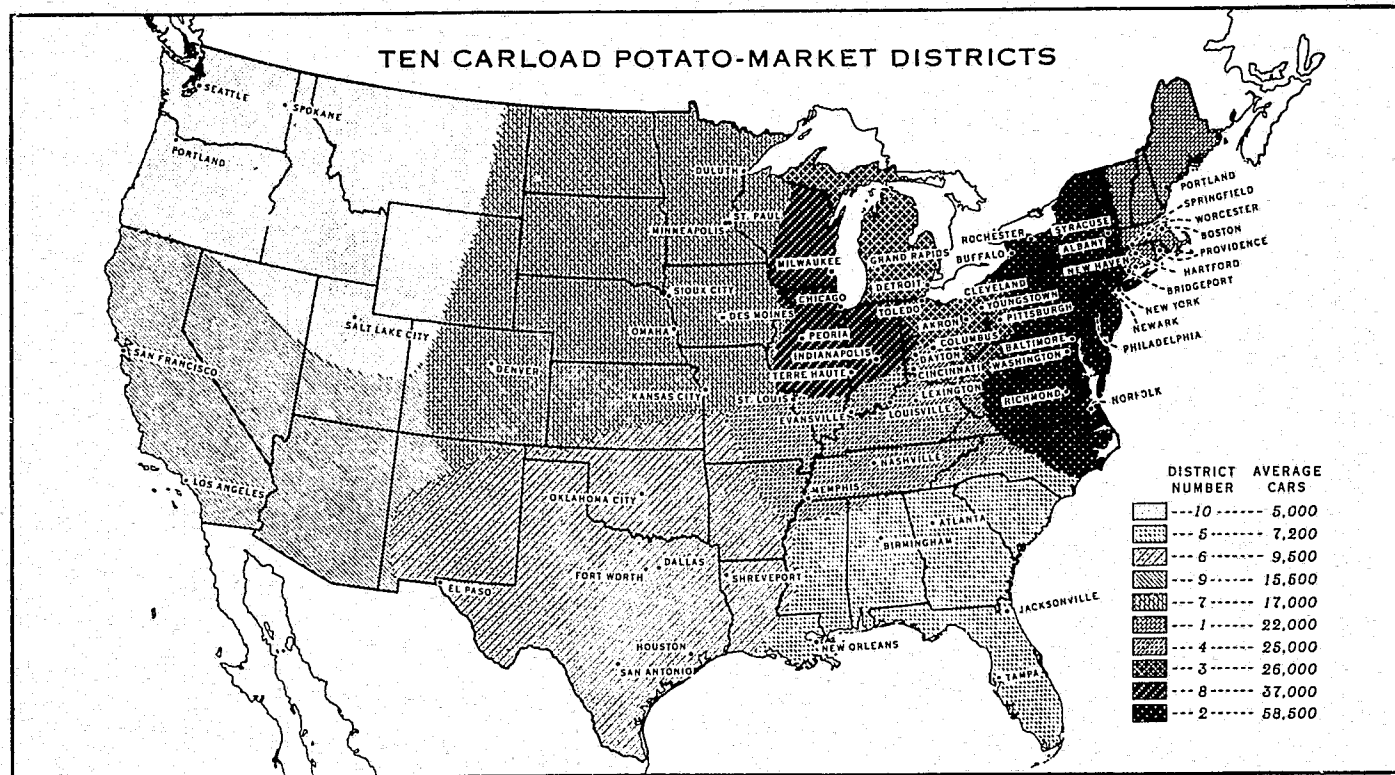 TEN CARLOAD POTATO-MARKET DISTRICTS
SEATTLE
SPOKANE
PORTLAND
DULUTH
ST. PAUL
MINNEAPOLIS
MILWAUKEE
GRAND RAPIDS
DETROIT
ROCHESTER
BUFFALO
SYRACUSE
ALBANY
NEW HAVEN
PORTLAND
SPRINGFIELD
WORCESTER
BOSTON
PROVIDENCE
HARTFORD
BRIDGEPORT
NEW YORK
NEWARK
PHILADELPHIA
SIOUX CITY
DES MOINES
OMAHA
CHICAGO
TOLEDO
CLEVELAND
YOUNGSTOWN
PITTSBURGH
AKRON
COLUMBUS
BALTIMORE
WASHINGTON
PEORIA
INDIANAPOLIS
DAYTON
CINCINNATI
TERRE HAUTE
SALT LAKE CITY
SAN FRANCISCO
DENVER
KANSAS CITY
ST. LOUIS
EVANSVILLE
LEXINGTON
LOUISVILLE
RICHMOND
NORFOLK
LOS ANGELES
OKLAHOMA CITY
NASHVILLE
MEMPHIS
ATLANTA
BIRMINGHAM
DALLAS
FORT WORTH
SHREVEPORT
EL PASO
JACKSONVILLE
HOUSTON
SAN ANTONIO
NEW ORLEANS
TAMPA
DISTRICT AVERAGE
NUMBER CARS
---10------ 5,000
---5------ 7,200
---6------ 9,500
---9------ 15,500
---7------ 17,000
---1------ 22,000
---4------ 25,000
---3------ 26,000
---8------ 37,000
---2------ 58,500